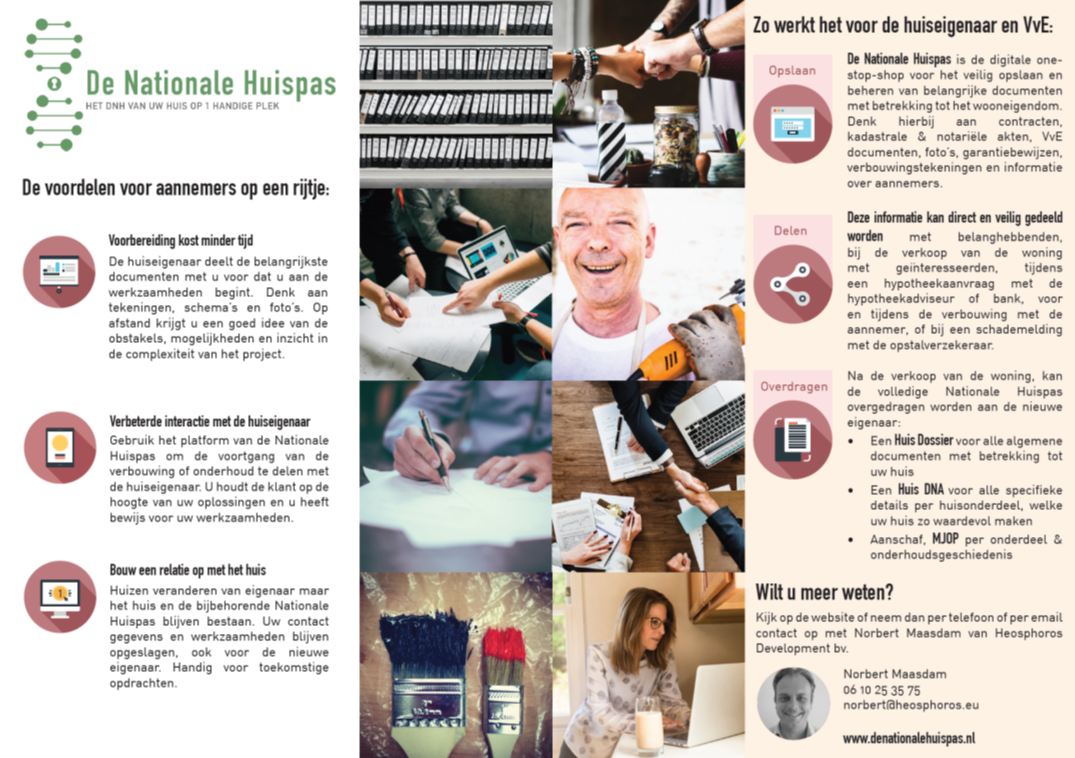 De Nationale Huispas
HET DNH VAN UW HUIS OP 1 HANDIGE PLEK
De voordelen voor aannemers op een rijtje:
Voorbereiding kost minder tijd
De huiseigenaar deelt de belangrijkste
documenten met u voor dat u aan de
werkzaamheden begint. Denk aan
tekeningen, schema's en foto's. Op
afstand krijgt u een goed idee van de
obstakels, mogelijkheden en inzicht in
de complexiteit van het project.
Verbeterde interactie met de huiseigenaar
Gebruik het platform van de Nationale
Huispas om de voortgang van de
verbouwing of onderhoud te delen met
de huiseigenaar. U houdt de klant op de
hoogte van uw oplossingen en u heeft
bewijs voor uw werkzaamheden.
Bouw een relatie op met het huis
Huizen veranderen van eigenaar maar
het huis en de bijbehorende Nationale
Huispas blijven bestaan. Uw contact
gegevens en werkzaamheden blijven
opgeslagen, ook voor de nieuwe
eigenaar. Handig voor toekomstige
opdrachten.
Zo werkt het voor de huiseigenaar en VvE:
Opslaan
De Nationale Huispas is de digitale one-
stop-shop voor het veilig opslaan en
beheren van belangrijke documenten
met betrekking tot het wooneigendom.
Denk hierbij aan contracten,
kadastrale & notariële akten, VvE
documenten, foto's, garantiebewijzen,
verbouwingstekeningen en informatie
over aannemers.
Delen
Deze informatie kan direct en veilig gedeeld
worden met belanghebbenden,
bij de verkoop van de woning
met geïnteresseerden, tijdens
een hypotheekaanvraag met de
hypotheekadviseur of bank, voor
en tijdens de verbouwing met de
aannemer, of bij een schademelding
met de opstalverzekeraar.
Overdragen
Na de verkoop van de woning, kan
de volledige Nationale Huispas
overgedragen worden aan de nieuwe
eigenaar:
• Een Huis Dossier voor alle algemene
documenten met betrekking tot
uw huis
• Een Huis DNA voor alle specifieke
details per huisonderdeel, welke
uw huis zo waardevol maken
• Aanschaf, MJOP per onderdeel &
onderhoudsgeschiedenis
Wilt u meer weten?
Kijk op de website of neem dan per telefoon of per email
contact op met Norbert Maasdam van Heosphoros
Development bv.
Norbert Maasdam
06 10 25 35 75
norbert@heosphoros.eu
www.denationalehuispas.nl